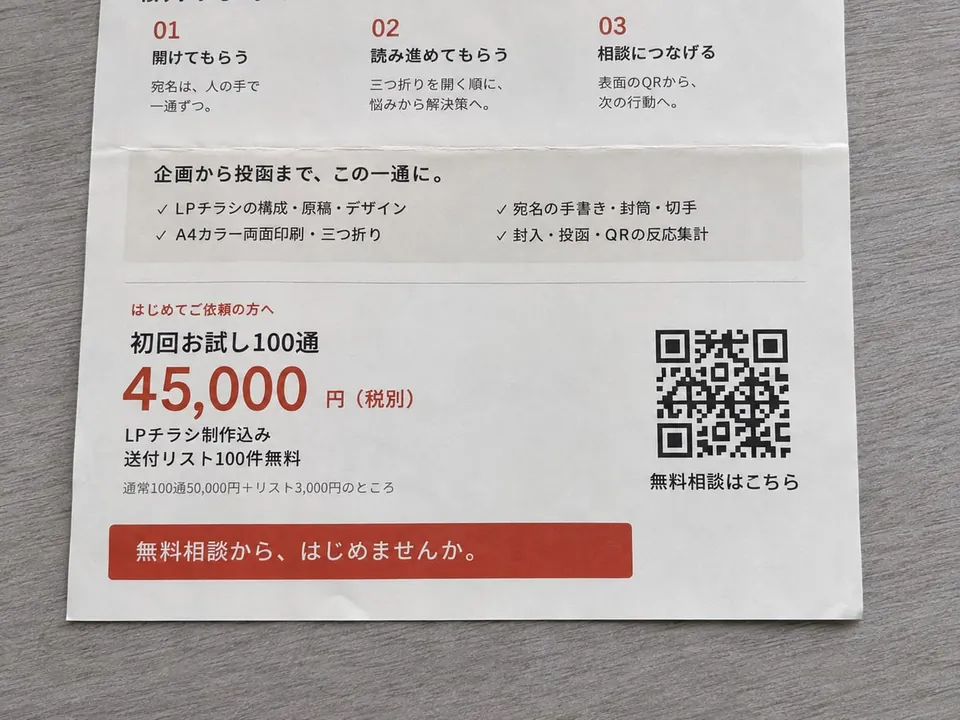 01
開けてもらう
宛名は、人の手で
一通ずつ。
02
読み進めてもらう
三つ折りを開く順に、
悩みから解決策へ。
03
相談につなげる
表面のQRから、
次の行動へ。
企画から投函まで、この一通に。
✓ LPチラシの構成・原稿・デザイン
✓ 宛名の手書き・封筒・切手
✓ A4カラー両面印刷・三つ折り
✓ 封入・投函・QRの反応集計
はじめてご依頼の方へ
初回お試し100通
45,000 円（税別）
LPチラシ制作込み
送付リスト100件無料
通常100通50,000円＋リスト3,000円のところ
無料相談はこちら
無料相談から、はじめませんか。